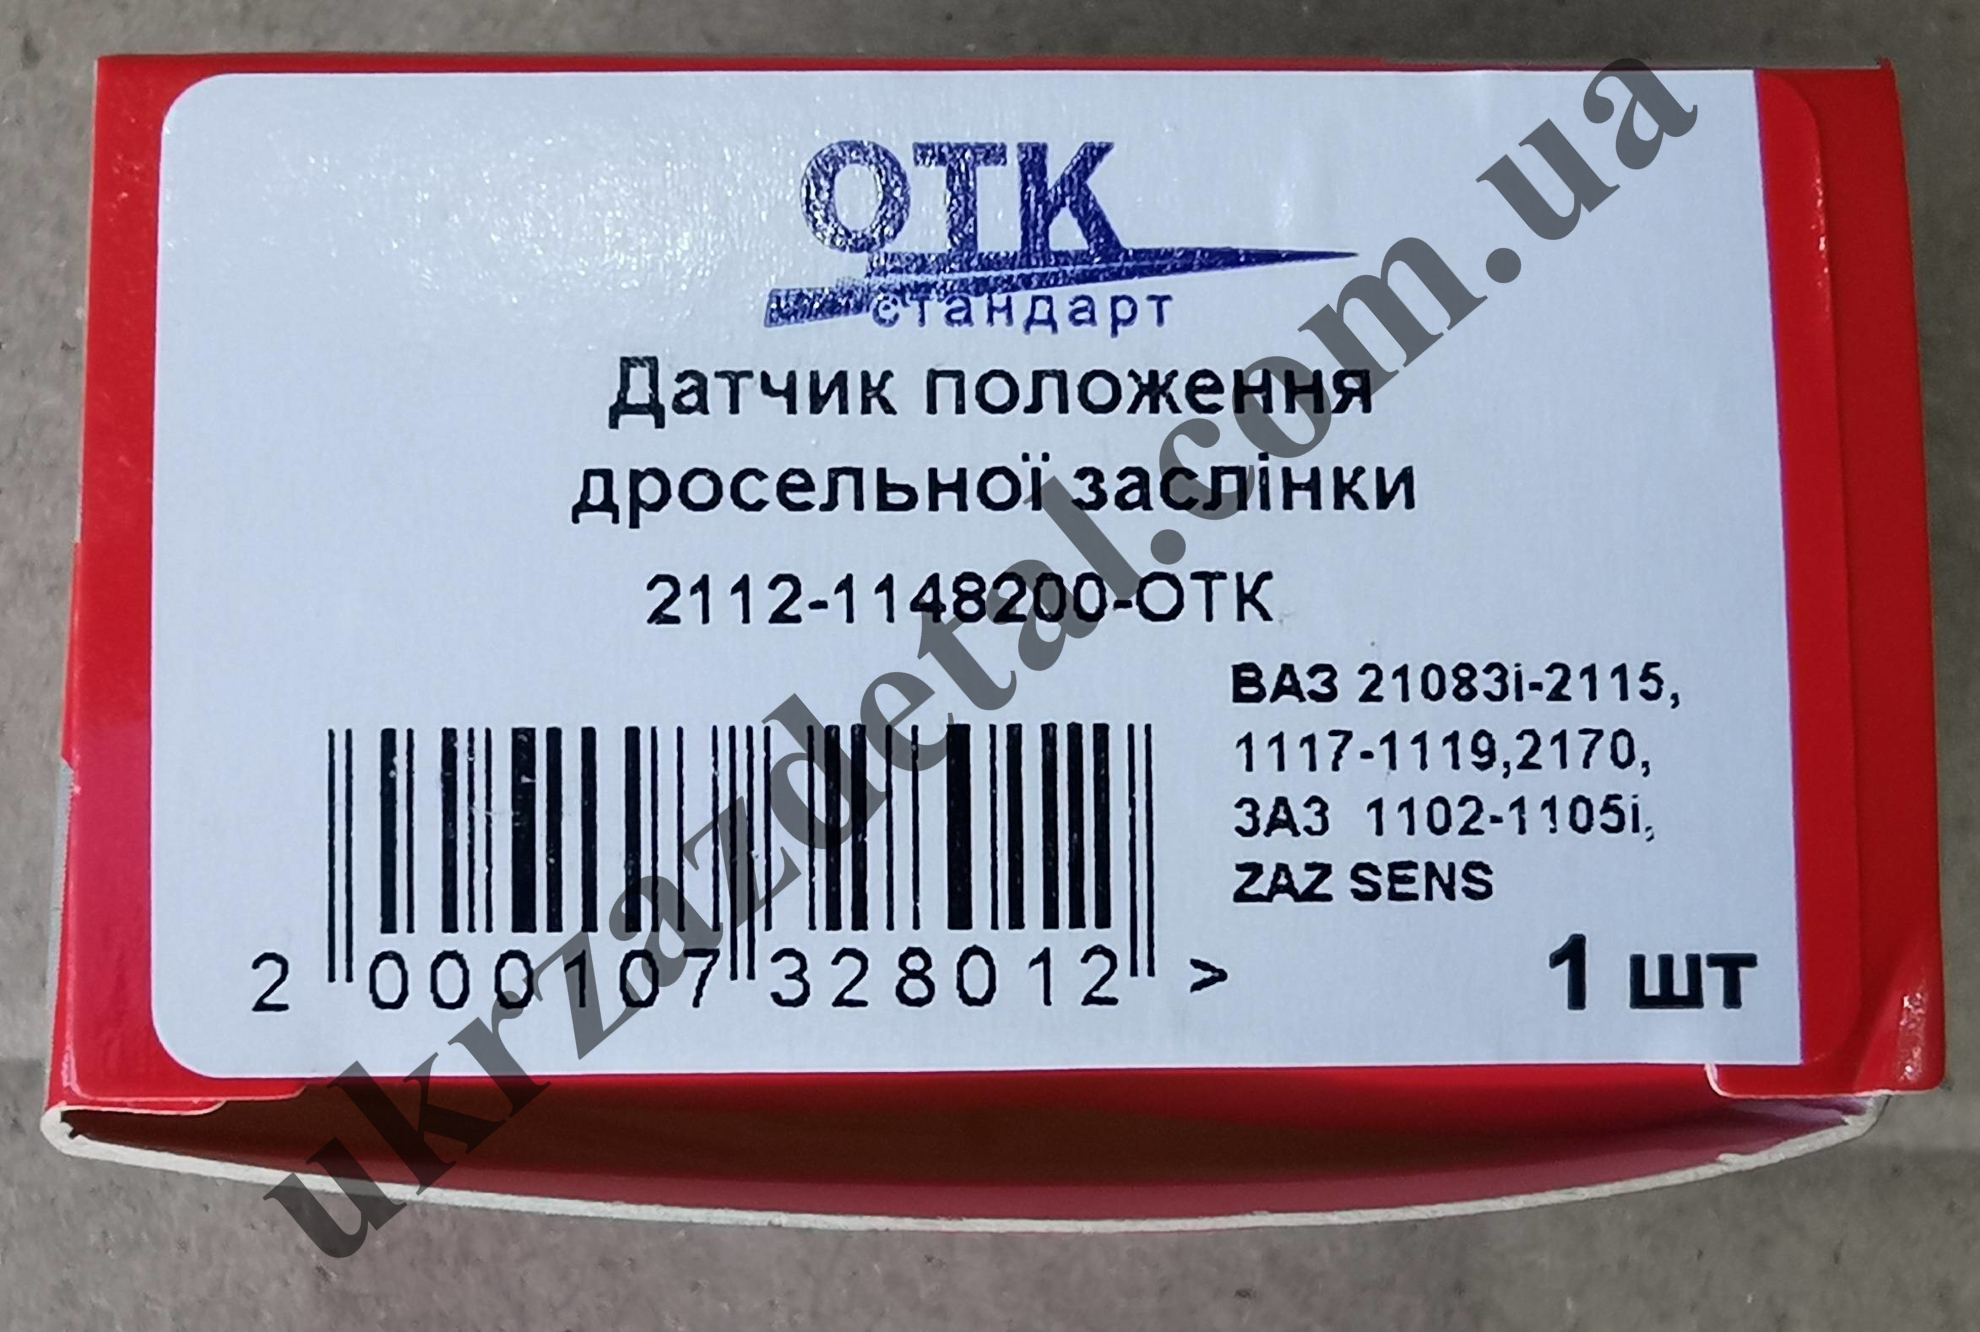 ОТК
стандарт
Датчик положення
дросельної заслінки
2112-1148200-ОТК
ВАЗ 21083і-2115,
1117-1119,2170,
ЗАЗ 1102-1105і,
ZAZ SENS
2 000107 328012 >
1 шт
ukrzazdetal.com.ua